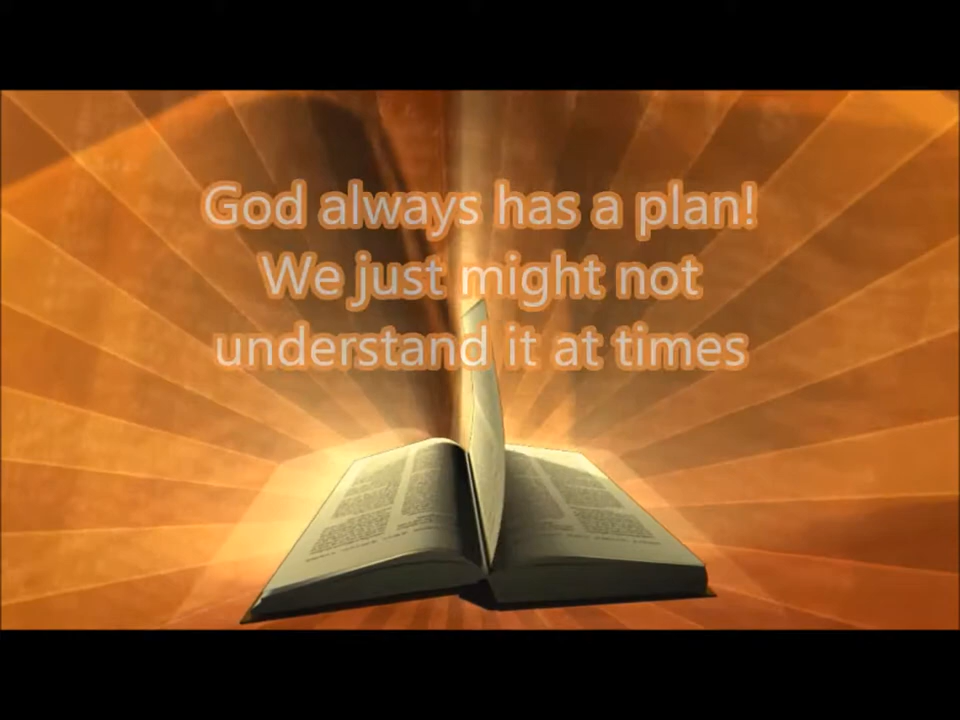 God always has a plan!
We just might not
understand it at times